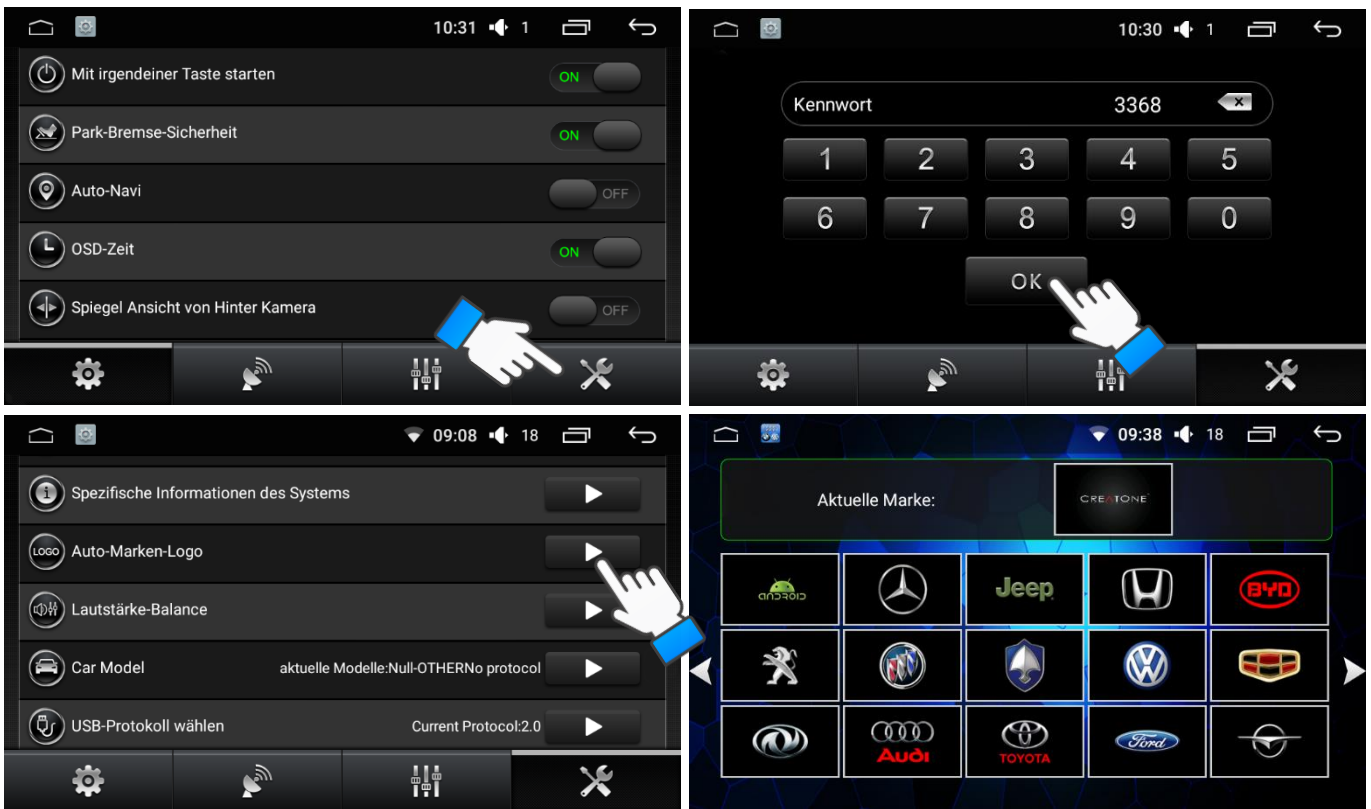 10:31 1
Mit irgendeiner Taste starten ON
Park-Bremse-Sicherheit ON
Auto-Navi OFF
OSD-Zeit ON
Spiegel Ansicht von Hinter Kamera OFF
10:30 1
Kennwort 3368 ×
1 2 3 4 5
6 7 8 9 0
OK
09:08 18
Spezifische Informationen des Systems
LOGO Auto-Marken-Logo
Lautstärke-Balance
Car Model aktuelle Modelle:Null-OTHERNo protocol
USB-Protokoll wählen Current Protocol:2.0
09:38 18
Aktuelle Marke: CREATONE
ANDROID Jeep BYD
Audi TOYOTA Ford